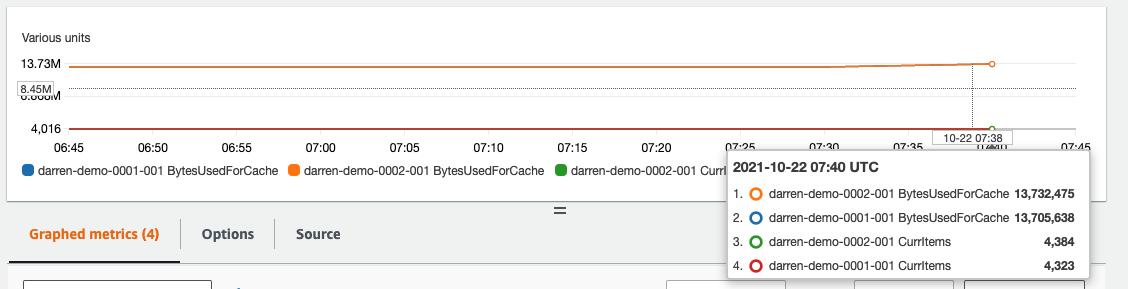 Various units
13.73M
8.45M
6.868M
4,016
06:45 06:50 06:55 07:00 07:05 07:10 07:15 07:20 07:25 07:30 07:35 07:40 07:45
10-22 07:38
darren-demo-0001-001 BytesUsedForCache darren-demo-0002-001 BytesUsedForCache darren-demo-0002-001 CurrI
2021-10-22 07:40 UTC
1. darren-demo-0002-001 BytesUsedForCache 13,732,475
2. darren-demo-0001-001 BytesUsedForCache 13,705,638
3. darren-demo-0002-001 CurrItems 4,384
4. darren-demo-0001-001 CurrItems 4,323
Graphed metrics (4) Options Source